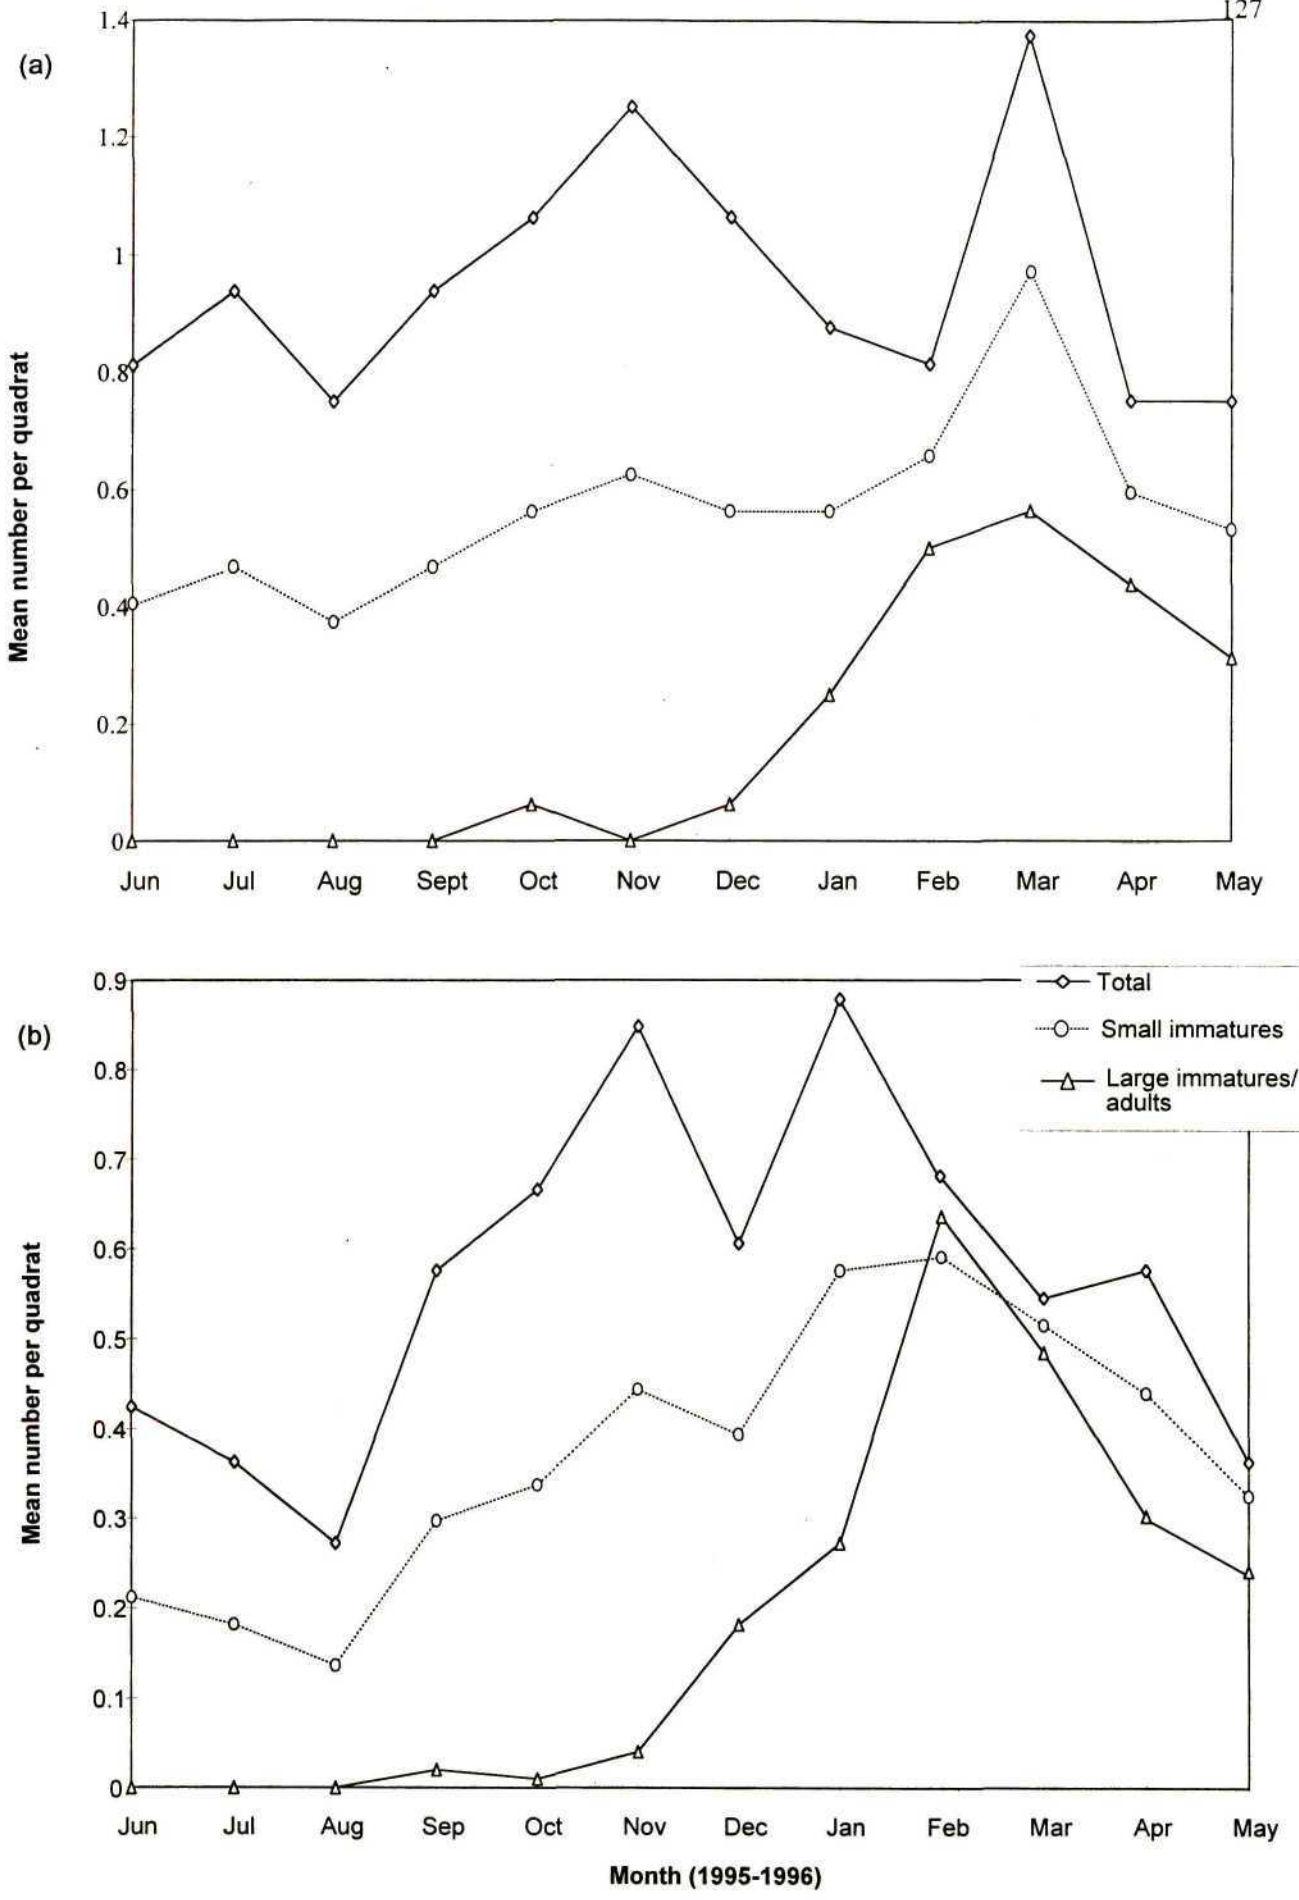 127
(a)
1.4
1.2
1
0.8
0.6
0.4
0.2
0
Mean number per quadrat
Jun Jul Aug Sept Oct Nov Dec Jan Feb Mar Apr May
(b)
0.9
0.8
0.7
0.6
0.5
0.4
0.3
0.2
0.1
0
Mean number per quadrat
Total
Small immatures
Large immatures/
adults
Jun Jul Aug Sep Oct Nov Dec Jan Feb Mar Apr May
Month (1995-1996)